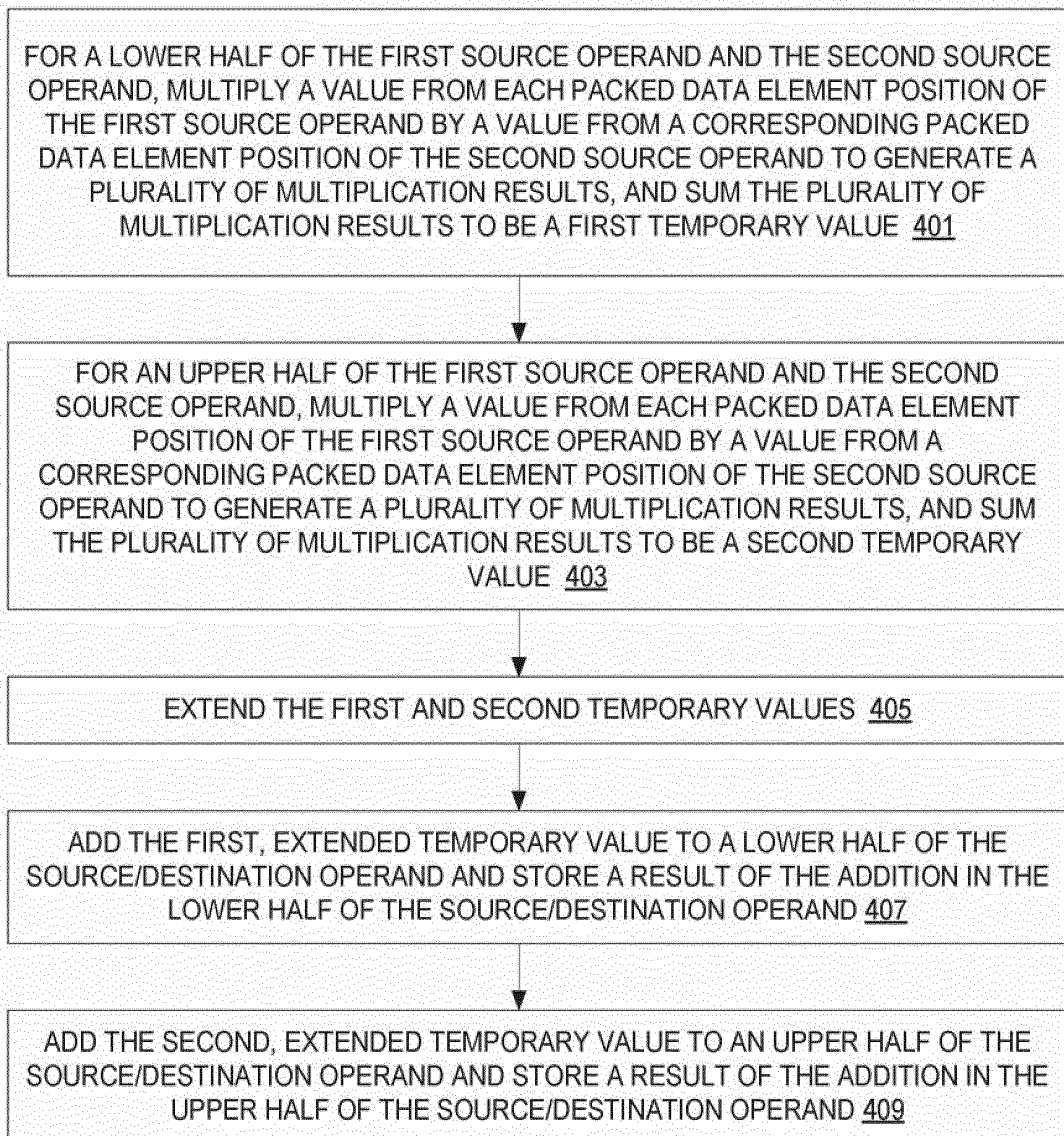 FOR A LOWER HALF OF THE FIRST SOURCE OPERAND AND THE SECOND SOURCE
OPERAND, MULTIPLY A VALUE FROM EACH PACKED DATA ELEMENT POSITION OF
THE FIRST SOURCE OPERAND BY A VALUE FROM A CORRESPONDING PACKED
DATA ELEMENT POSITION OF THE SECOND SOURCE OPERAND TO GENERATE A
PLURALITY OF MULTIPLICATION RESULTS, AND SUM THE PLURALITY OF
MULTIPLICATION RESULTS TO BE A FIRST TEMPORARY VALUE 401
FOR AN UPPER HALF OF THE FIRST SOURCE OPERAND AND THE SECOND
SOURCE OPERAND, MULTIPLY A VALUE FROM EACH PACKED DATA ELEMENT
POSITION OF THE FIRST SOURCE OPERAND BY A VALUE FROM A
CORRESPONDING PACKED DATA ELEMENT POSITION OF THE SECOND SOURCE
OPERAND TO GENERATE A PLURALITY OF MULTIPLICATION RESULTS, AND SUM
THE PLURALITY OF MULTIPLICATION RESULTS TO BE A SECOND TEMPORARY
VALUE 403
EXTEND THE FIRST AND SECOND TEMPORARY VALUES 405
ADD THE FIRST, EXTENDED TEMPORARY VALUE TO A LOWER HALF OF THE
SOURCE/DESTINATION OPERAND AND STORE A RESULT OF THE ADDITION IN THE
LOWER HALF OF THE SOURCE/DESTINATION OPERAND 407
ADD THE SECOND, EXTENDED TEMPORARY VALUE TO AN UPPER HALF OF THE
SOURCE/DESTINATION OPERAND AND STORE A RESULT OF THE ADDITION IN THE
UPPER HALF OF THE SOURCE/DESTINATION OPERAND 409